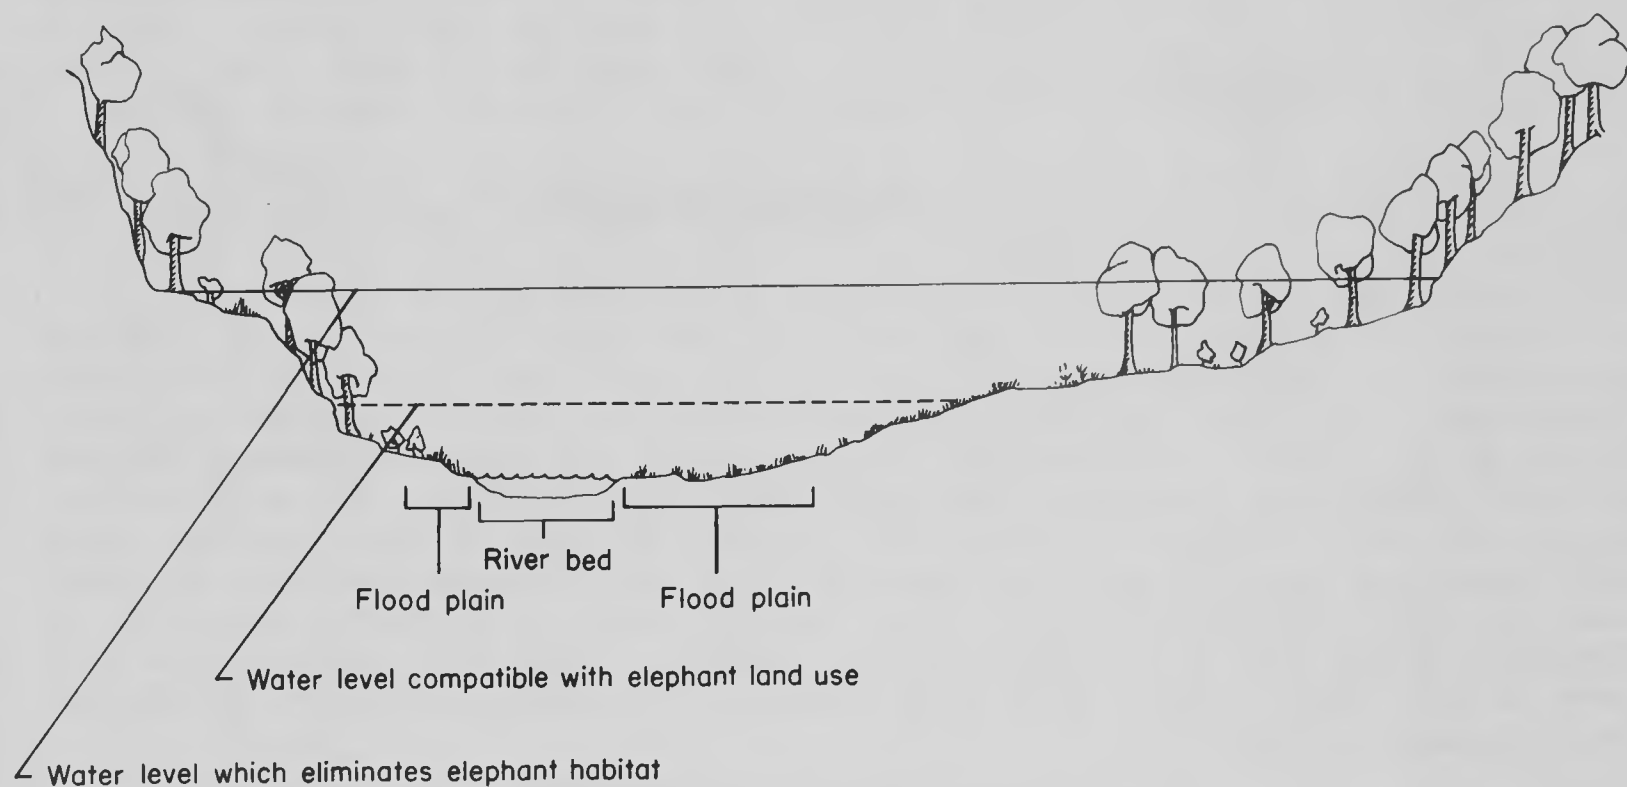 River bed
Flood plain
Flood plain
Water level compatible with elephant land use
Water level which eliminates elephant habitat